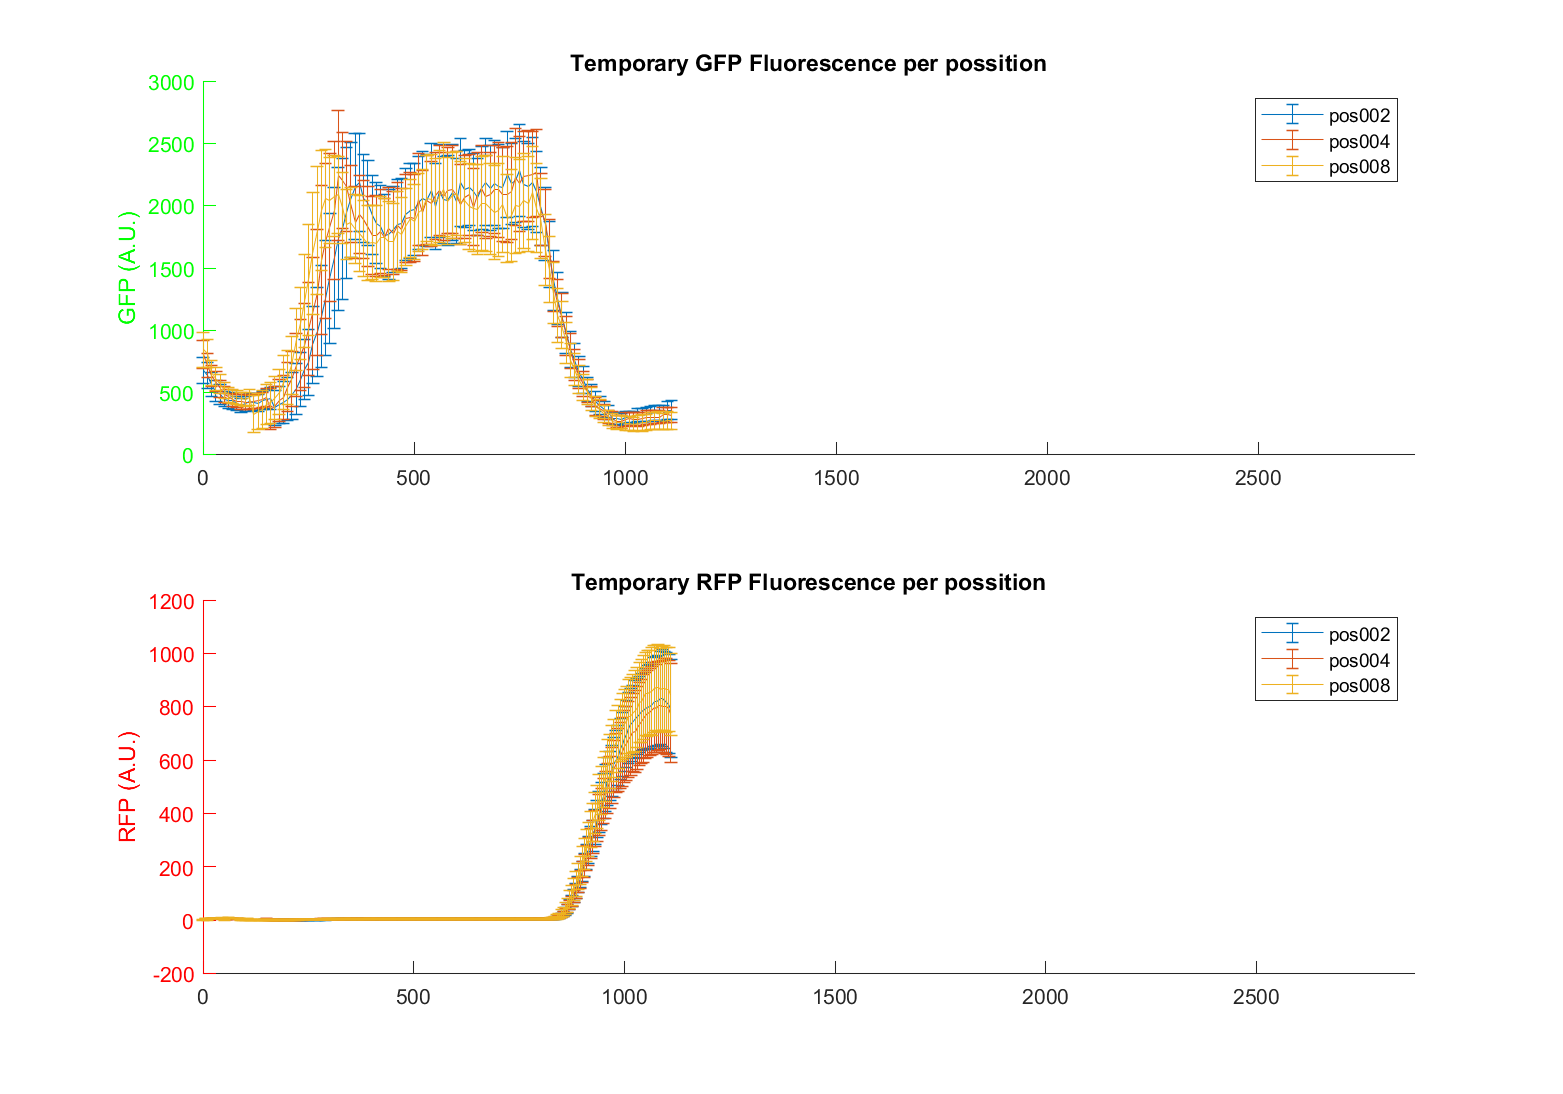 Temporary GFP Fluorescence per possition
3000
2500
2000
1500
1000
500
0
GFP (A.U.)
0 500 1000 1500 2000 2500
pos002
pos004
pos008
Temporary RFP Fluorescence per possition
1200
1000
800
600
400
200
0
-200
RFP (A.U.)
0 500 1000 1500 2000 2500
pos002
pos004
pos008